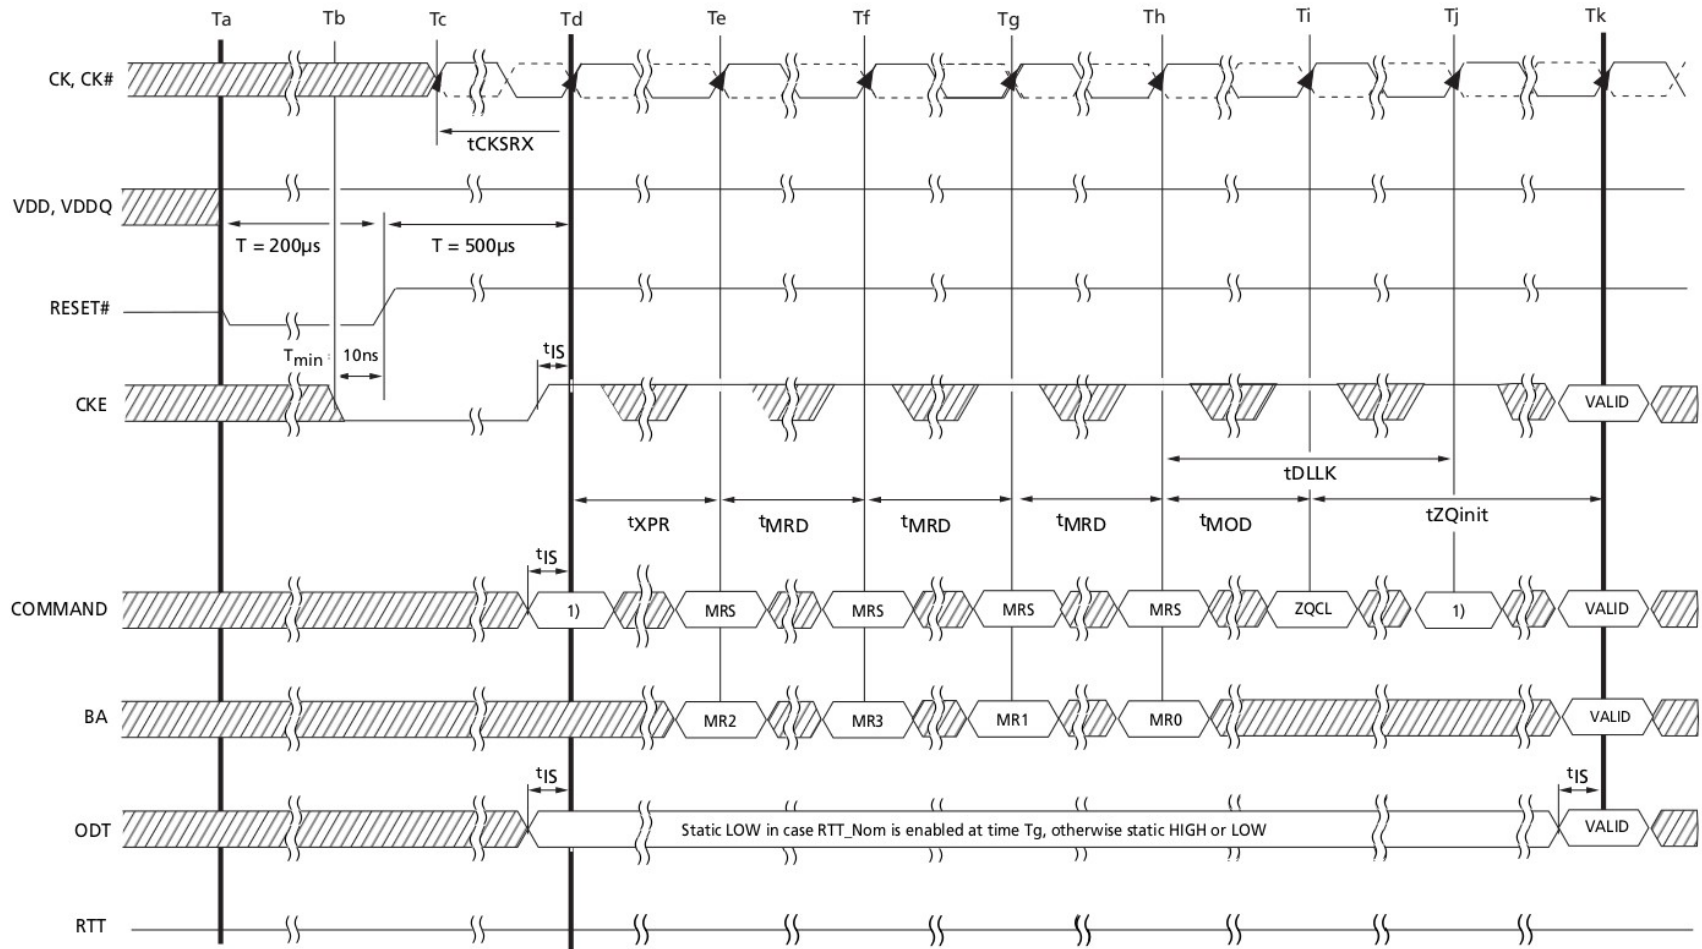 Ta Tb Tc Td Te Tf Tg Th Ti Tj Tk
CK, CK#
tCKSRX
VDD, VDDQ
T = 200µs T = 500µs
RESET#
Tmin : 10ns tIS
CKE VALID
tDLLK
tXPR tMRD tMRD tMRD tMOD tZQinit
tIS
COMMAND 1) MRS MRS MRS MRS ZQCL 1) VALID
BA MR2 MR3 MR1 MR0 VALID
tIS tIS
ODT Static LOW in case RTT_Nom is enabled at time Tg, otherwise static HIGH or LOW VALID
RTT